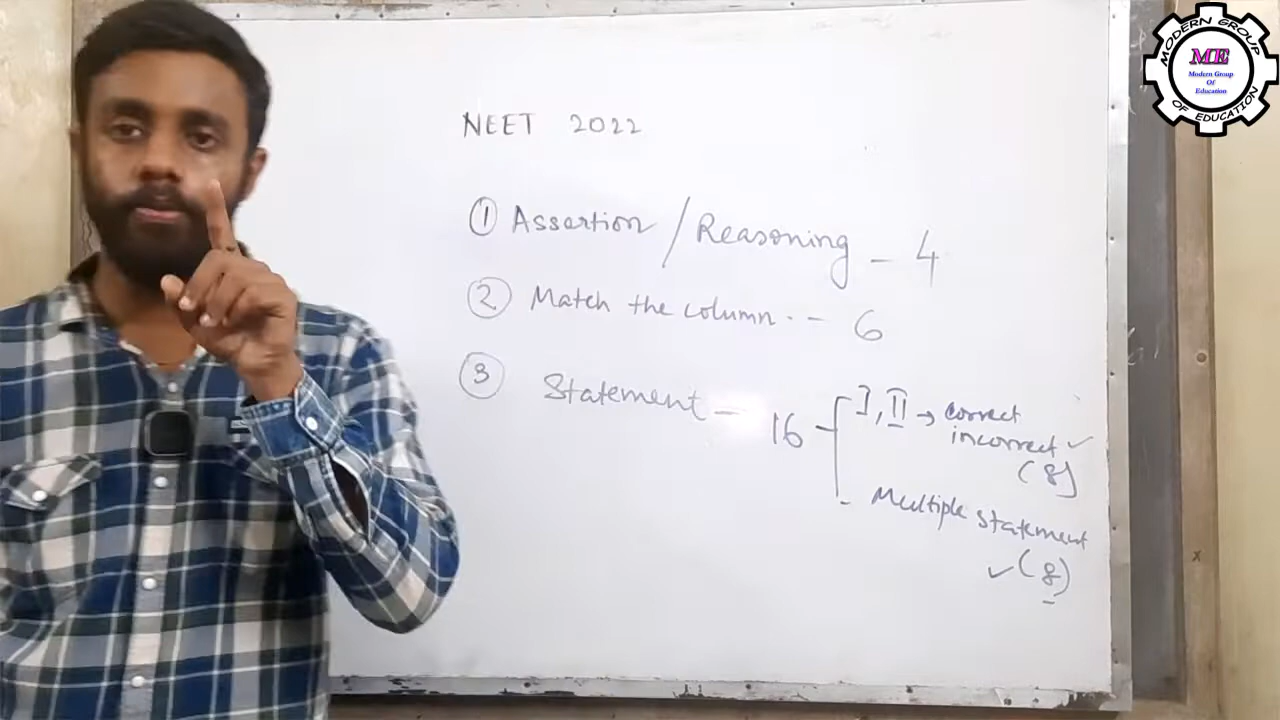 NEET 2022
① Assertion / Reasoning - 4
② Match the column -- 6
③ Statement - 16
I, II → correct
incorrect ✓
(8)
- Multiple statement
✓(8)
MODERN GROUP
ME
Modern Group
Of
Education
OF EDUCATION